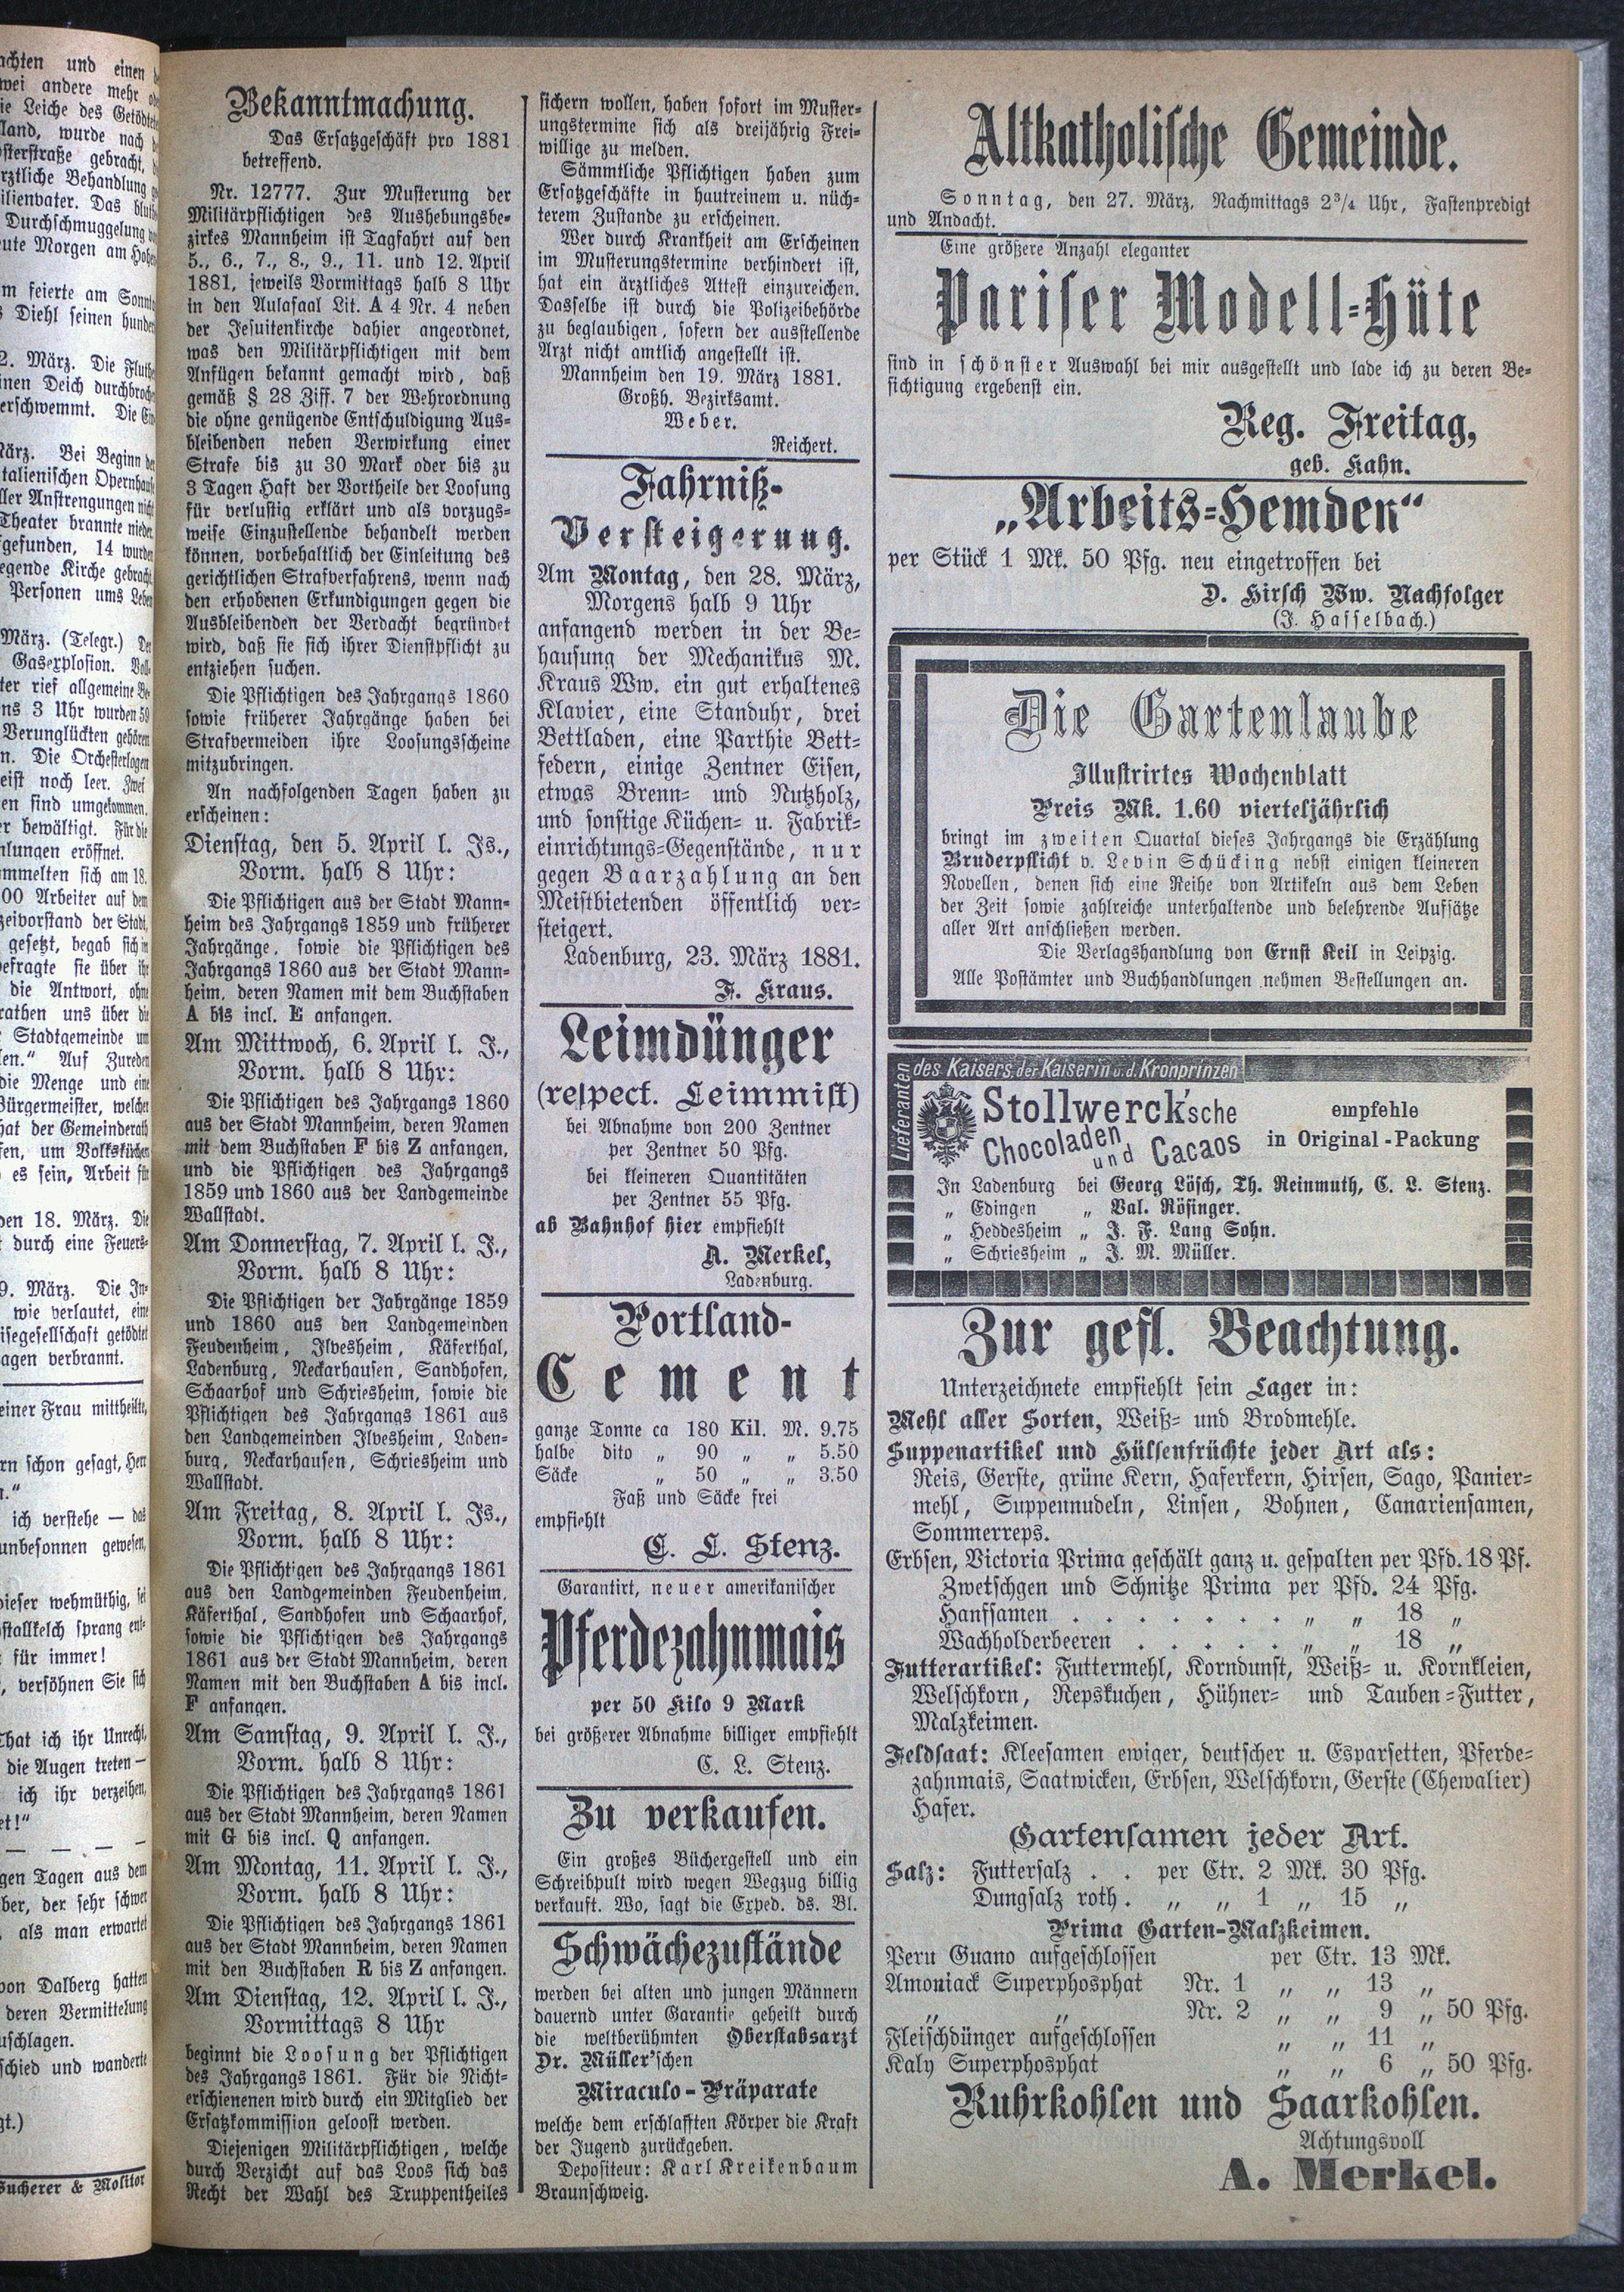 Bekanntmachung.
Das Ersatzgeschäft pro 1881
betreffend.
Nr. 12777. Zur Musterung der
Militärpflichtigen des Aushebungsbe-
zirkes Mannheim ist Tagfahrt auf den
5., 6., 7., 8., 9., 11. und 12. April
1881, jeweils Vormittags halb 8 Uhr
in den Aulasaal Lit. A 4 Nr. 4 neben
der Jesuitenkirche dahier angeordnet,
was den Militärpflichtigen mit dem
Anfügen bekannt gemacht wird, daß
gemäß § 28 Ziff. 7 der Wehrordnung
die ohne genügende Entschuldigung Aus-
bleibenden neben Verwirkung einer
Strafe bis zu 30 Mark oder bis zu
3 Tagen Haft der Vortheile der Loosung
für verlustig erklärt und als vorzugs-
weise Einzustellende behandelt werden
können, vorbehaltlich der Einleitung des
gerichtlichen Strafverfahrens, wenn nach
den erhobenen Erkundigungen gegen die
Ausbleibenden der Verdacht begründet
wird, daß sie sich ihrer Dienstpflicht zu
entziehen suchen.
Die Pflichtigen des Jahrgangs 1860
sowie früherer Jahrgänge haben bei
Strafvermeiden ihre Loosungsscheine
mitzubringen.
An nachfolgenden Tagen haben zu
erscheinen:
Dienstag, den 5. April l. Js.,
Vorm. halb 8 Uhr:
Die Pflichtigen aus der Stadt Mann-
heim des Jahrgangs 1859 und früherer
Jahrgänge, sowie die Pflichtigen des
Jahrgangs 1860 aus der Stadt Mann-
heim, deren Namen mit dem Buchstaben
A bis incl. E anfangen.
Am Mittwoch, 6. April l. J.,
Vorm. halb 8 Uhr:
Die Pflichtigen des Jahrgangs 1860
aus der Stadt Mannheim, deren Namen
mit dem Buchstaben F bis Z anfangen,
und die Pflichtigen des Jahrgangs
1859 und 1860 aus der Landgemeinde
Wallstadt.
Am Donnerstag, 7. April l. J.,
Vorm. halb 8 Uhr:
Die Pflichtigen der Jahrgänge 1859
und 1860 aus den Landgemeinden
Feudenheim, Ilvesheim, Käferthal,
Ladenburg, Neckarhausen, Sandhofen,
Schaarhof und Schriesheim, sowie die
Pflichtigen des Jahrgangs 1861 aus
den Landgemeinden Ilvesheim, Laden-
burg, Neckarhausen, Schriesheim und
Wallstadt.
Am Freitag, 8. April l. Js.,
Vorm. halb 8 Uhr:
Die Pflichtigen des Jahrgangs 1861
aus den Landgemeinden Feudenheim,
Käferthal, Sandhofen und Schaarhof,
sowie die Pflichtigen des Jahrgangs
1861 aus der Stadt Mannheim, deren
Namen mit den Buchstaben A bis incl.
F anfangen.
Am Samstag, 9. April l. J.,
Vorm. halb 8 Uhr:
Die Pflichtigen des Jahrgangs 1861
aus der Stadt Mannheim, deren Namen
mit G bis incl. Q anfangen.
Am Montag, 11. April l. J.,
Vorm. halb 8 Uhr:
Die Pflichtigen des Jahrgangs 1861
aus der Stadt Mannheim, deren Namen
mit den Buchstaben R bis Z anfangen.
Am Dienstag, 12. April l. J.,
Vormittags 8 Uhr
beginnt die Loosung der Pflichtigen
des Jahrgangs 1861. Für die Nicht-
erschienenen wird durch ein Mitglied der
Ersatzkommission geloost werden.
Diejenigen Militärpflichtigen, welche
durch Verzicht auf das Loos sich das
Recht der Wahl des Truppentheiles
sichern wollen, haben sofort im Muster-
ungstermine sich als dreijährig Frei-
willige zu melden.
Sämmtliche Pflichtigen haben zum
Ersatzgeschäfte in hautreinem u. nüch-
ternem Zustande zu erscheinen.
Wer durch Krankheit am Erscheinen
im Musterungstermine verhindert ist,
hat ein ärztliches Attest einzureichen.
Dasselbe ist durch die Polizeibehörde
zu beglaubigen, sofern der ausstellende
Arzt nicht amtlich angestellt ist.
Mannheim den 19. März 1881.
Großh. Bezirksamt.
Weber.
Reichert.
Fahrniß-
Versteigerung.
Am Montag, den 28. März,
Morgens halb 9 Uhr
anfangend werden in der Be-
hausung der Mechanikus M.
Kraus Ww. ein gut erhaltenes
Klavier, eine Standuhr, drei
Bettladen, eine Parthie Bett-
federn, einige Zentner Eisen,
etwas Brenn- und Nutzholz,
und sonstige Küchen- u. Fabrik-
einrichtungs-Gegenstände, nur
gegen Baarzahlung an den
Meistbietenden öffentlich ver-
steigert.
Ladenburg, 23. März 1881.
F. Kraus.
Leimdünger
(respect. Leimmist)
bei Abnahme von 200 Zentner
per Zentner 50 Pfg.
bei kleineren Quantitäten
per Zentner 55 Pfg.
ab Bahnhof hier empfiehlt
A. Merkel,
Ladenburg.
Portland-
Cement
ganze Tonne ca 180 Kil. M. 9.75
halbe dito „ 90 „ „ 5.50
Säcke „ 50 „ „ 3.50
Faß und Säcke frei
empfiehlt
C. L. Stenz.
Garantirt, neuer amerikanischer
Pferdezahnmais
per 50 Kilo 9 Mark
bei größerer Abnahme billiger empfiehlt
C. L. Stenz.
Zu verkaufen.
Ein großes Büchergestell und ein
Schreibpult wird wegen Wegzug billig
verkauft. Wo, sagt die Exped. ds. Bl.
Schwächezustände
werden bei alten und jungen Männern
dauernd unter Garantie geheilt durch
die weltberühmten Oberstabsarzt
Dr. Müller'schen
Miraculo-Präparate
welche dem erschlafften Körper die Kraft
der Jugend zurückgeben.
Depositeur: Karl Kreikenbaum
Braunschweig.
Altkatholische Gemeinde.
Sonntag, den 27. März, Nachmittags 2³/₄ Uhr, Fastenpredigt
und Andacht.
Eine größere Anzahl eleganter
Pariser Modell-Hüte
sind in schönster Auswahl bei mir ausgestellt und lade ich zu deren Be-
sichtigung ergebenst ein.
Reg. Freitag,
geb. Kahn.
„Arbeits-Hemden“
per Stück 1 Mk. 50 Pfg. neu eingetroffen bei
D. Hirsch Ww. Nachfolger
(J. Hasselbach.)
Die Gartenlaube
Illustrirtes Wochenblatt
Preis Mk. 1.60 vierteljährlich
bringt im zweiten Quartal dieses Jahrgangs die Erzählung
Bruderpflicht v. Levin Schücking nebst einigen kleineren
Novellen, denen sich eine Reihe von Artikeln aus dem Leben
der Zeit sowie zahlreiche unterhaltende und belehrende Aufsätze
aller Art anschließen werden.
Die Verlagshandlung von Ernst Keil in Leipzig.
Alle Postämter und Buchhandlungen nehmen Bestellungen an.
Lieferanten des Kaisers, der Kaiserin u. d. Kronprinzen
Stollwerck'sche
Chocoladen und Cacaos
empfehle
in Original-Packung
In Ladenburg bei Georg Lösch, Th. Reinmuth, C. L. Stenz.
„ Edingen „ Val. Rösinger.
„ Heddesheim „ J. F. Lang Sohn.
„ Schriesheim „ J. M. Müller.
Zur gefl. Beachtung.
Unterzeichnete empfiehlt sein Lager in:
Mehl aller Sorten, Weiß- und Brodmehle.
Suppenartikel und Hülsenfrüchte jeder Art als:
Reis, Gerste, grüne Kern, Haferkern, Hirsen, Sago, Panier-
mehl, Suppennudeln, Linsen, Bohnen, Canariensamen,
Sommerreps.
Erbsen, Victoria Prima geschält ganz u. gespalten per Pfd. 18 Pf.
Zwetschgen und Schnitze Prima per Pfd. 24 Pfg.
Hanfsamen . . . . . . . „ „ 18 „
Wachholderbeeren . . . . . „ „ 18 „
Futterartikel: Futtermehl, Korndunst, Weiß- u. Kornkleien,
Welschkorn, Repskuchen, Hühner- und Tauben-Futter,
Malzkeimen.
Feldsaat: Kleesamen ewiger, deutscher u. Esparsetten, Pferde-
zahnmais, Saatwicken, Erbsen, Welschkorn, Gerste (Chewalier)
Hafer.
Gartensamen jeder Art.
Salz: Futtersalz . . per Ctr. 2 Mk. 30 Pfg.
Dungsalz roth . „ „ 1 „ 15 „
Prima Garten-Malzkeimen.
Peru Guano aufgeschlossen per Ctr. 13 Mk.
Amoniack Superphosphat Nr. 1 „ „ 13 „
„ „ Nr. 2 „ „ 9 „ 50 Pfg.
Fleischdünger aufgeschlossen „ „ 11 „
Kaly Superphosphat „ „ 6 „ 50 Pfg.
Ruhrkohlen und Saarkohlen.
Achtungsvoll
A. Merkel.